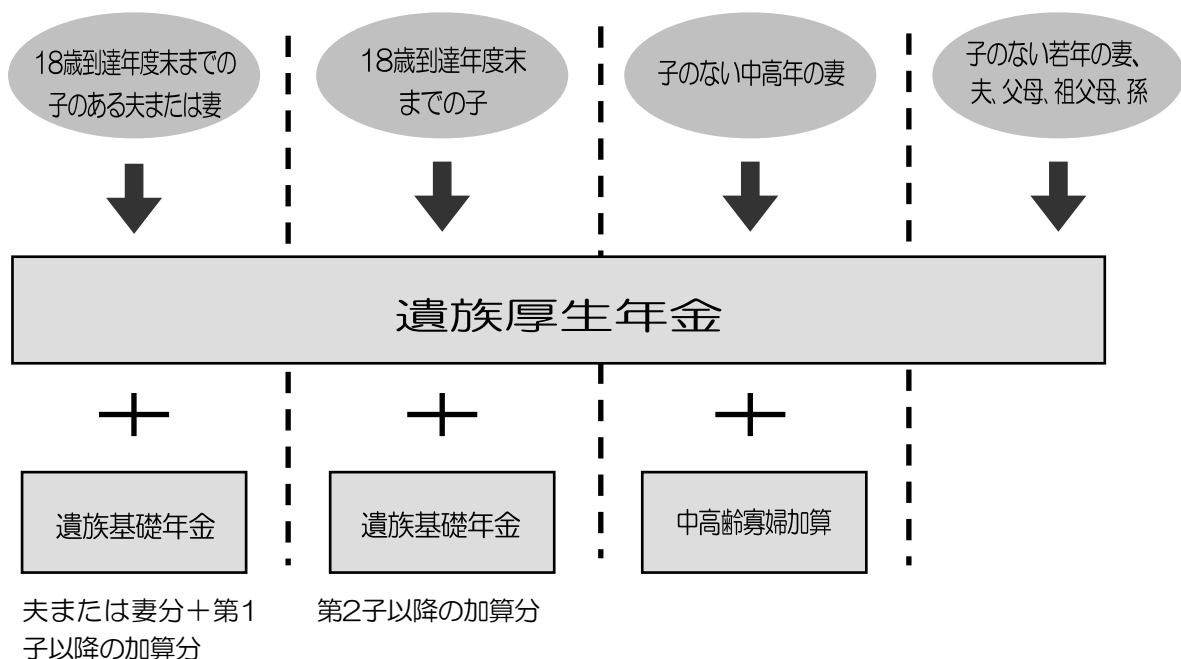 18歳到達年度末までの
子のある夫または妻
18歳到達年度末
までの子
子のない中高年の妻
子のない若年の妻、
夫、父母、祖父母、孫
遺族厚生年金
＋
＋
＋
遺族基礎年金
遺族基礎年金
中高齢寡婦加算
夫または妻分＋第1
子以降の加算分
第2子以降の加算分